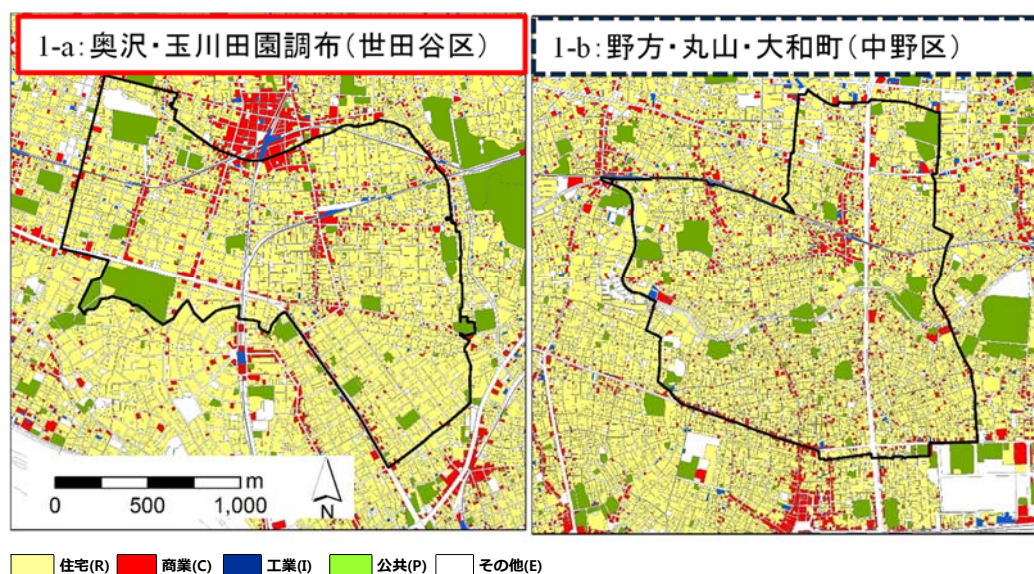 1-a:奥沢・玉川田園調布(世田谷区)
1-b:野方・丸山・大和町(中野区)
m
0 500 1,000
N
住宅(R) 商業(C) 工業(I) 公共(P) その他(E)